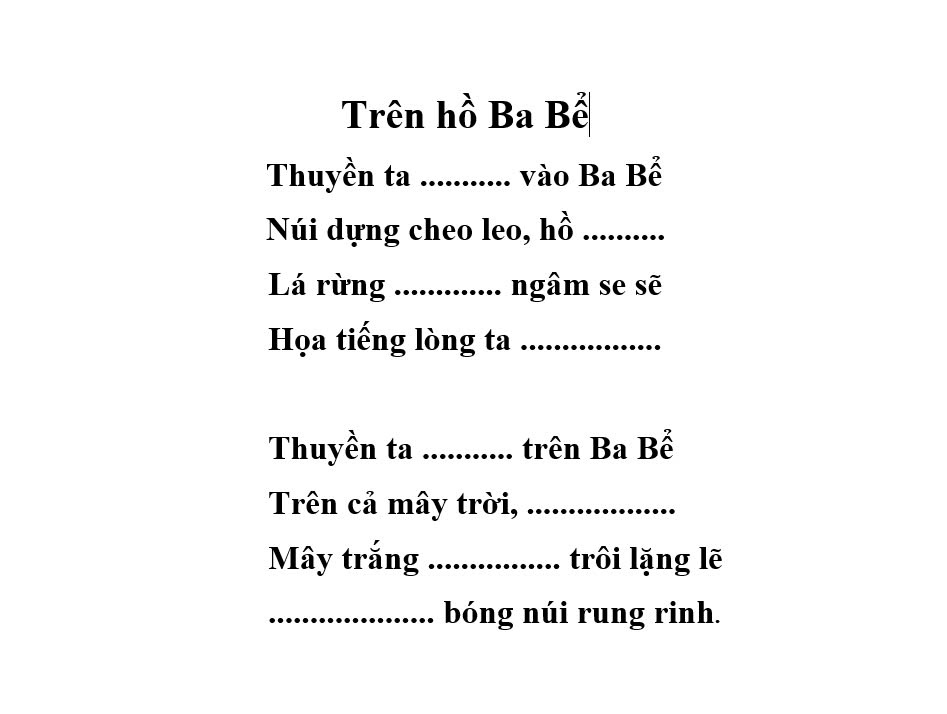 Trên hồ Ba Bể
Thuyền ta ........... vào Ba Bể
Núi dựng cheo leo, hồ ..........
Lá rừng ............. ngâm se sẽ
Họa tiếng lòng ta .................
Thuyền ta ........... trên Ba Bể
Trên cả mây trời, ..................
Mây trắng ................ trôi lặng lẽ
.................... bóng núi rung rinh.